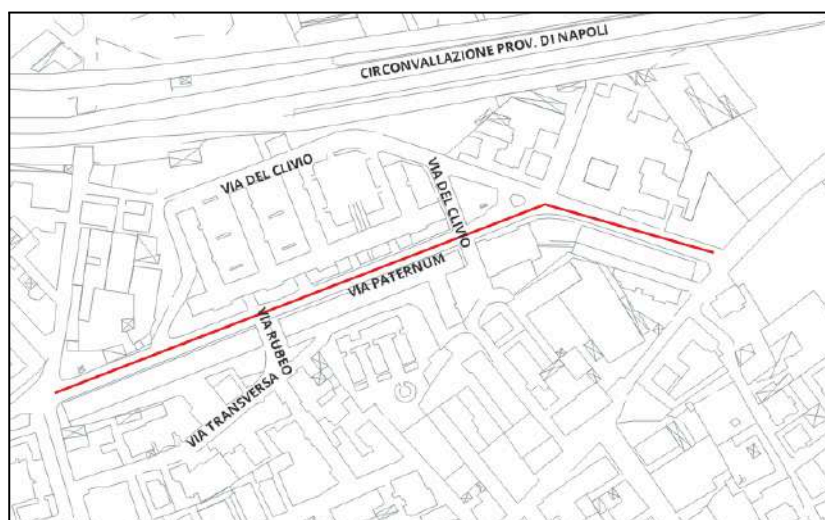 CIRCONVALLAZIONE PROV. DI NAPOLI
VIA DEL CLIVIO
VIA DEL CLIVIO
VIA PATERNUM
VIA RUBEO
VIA TRANSVERSA